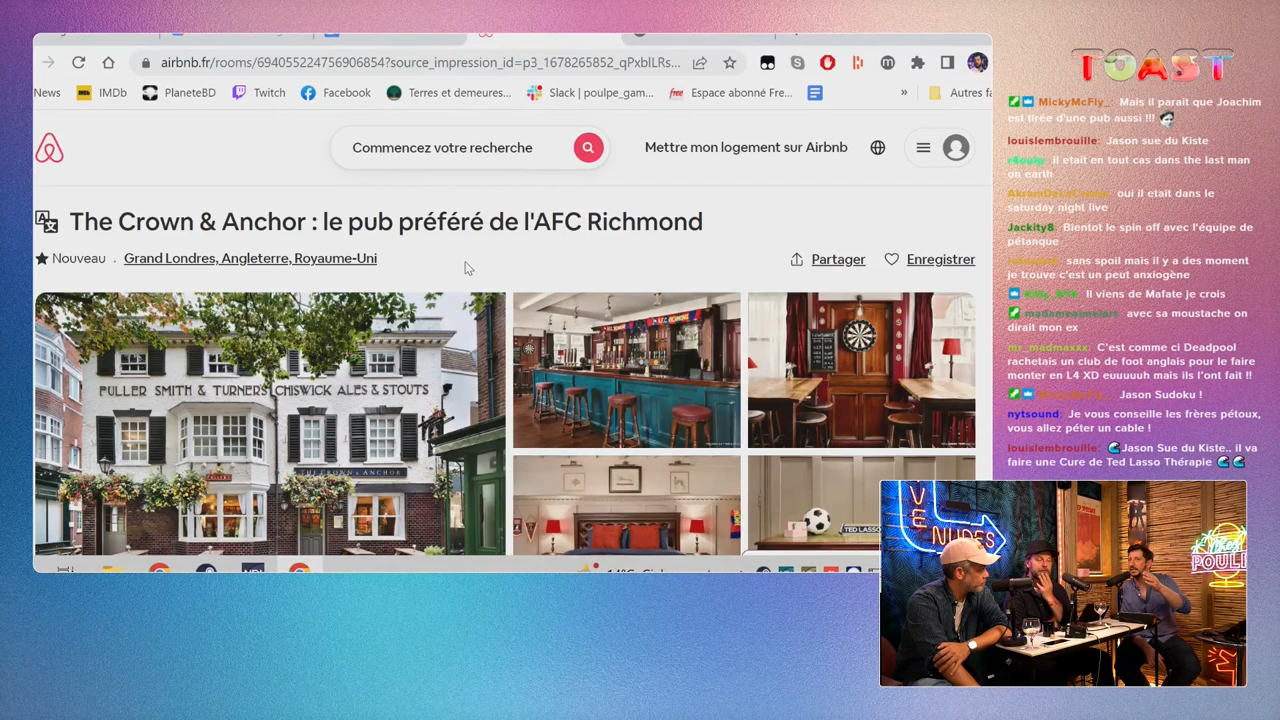 airbnb.fr/rooms/694055224756906854?source_impression_id=p3_1678265852_qPxbILRs...
News IMDb PlaneteBD Twitch Facebook Terres et demeures... Slack | poulpe_gam... free Espace abonné Fre... » Autres fa
Commencez votre recherche
Mettre mon logement sur Airbnb
The Crown & Anchor : le pub préféré de l'AFC Richmond
Nouveau · Grand Londres, Angleterre, Royaume-Uni
Partager Enregistrer
FULLER SMITH & TURNER'S CHISWICK ALES & STOUTS
THE CROWN & ANCHOR
TED LASSO
TOAST
MickyMcFly_ Mais il parait que Joachim
est tirée d'une pub aussi !!!
louislembrouille: Jason sue du Kiste
il etait en tout cas dans the last man
on earth
oui il etait dans le
saturday night live
Jackity8 Bientot le spin off avec l'équipe de
pétanque
sans spoil mais il y a des moment
je trouve c'est un peut anxiogène
Il viens de Mafate je crois
avec sa moustache on
dirait mon ex
mr_madmaxxx: C'est comme ci Deadpool
rachetais un club de foot anglais pour le faire
monter en L4 XD euuuuh mais ils l'ont fait !!
MickyMcFly_ Jason Sudoku !
nytsound: Je vous conseille les frères pétoux,
vous allez péter un cable !
louislembrouille: Jason Sue du Kiste.. il va
faire une Cure de Ted Lasso Thérapie
NUDES
POULP